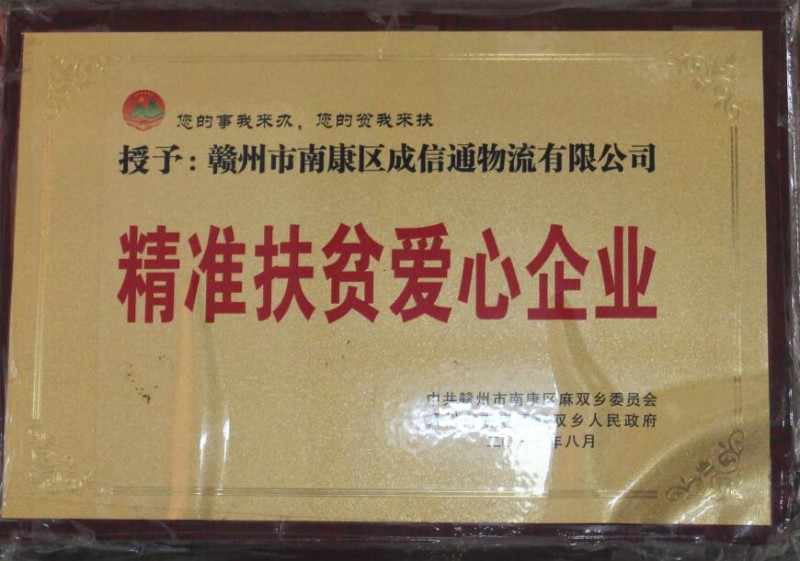 您的事我来办，您的贫我来扶
授予：赣州市南康区成信通物流有限公司
精准扶贫爱心企业
中共赣州市南康区麻双乡委员会
双乡人民政府
年八月